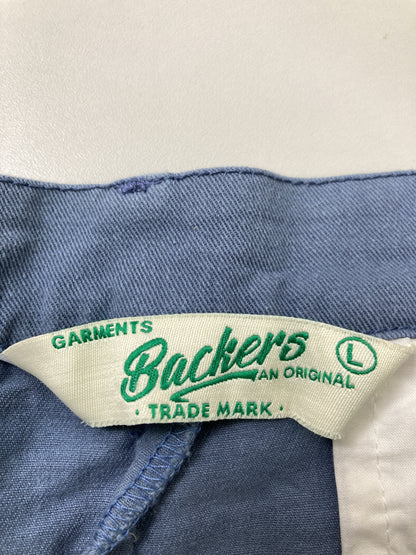 GARMENTS
Backers L
AN ORIGINAL
· TRADE MARK ·